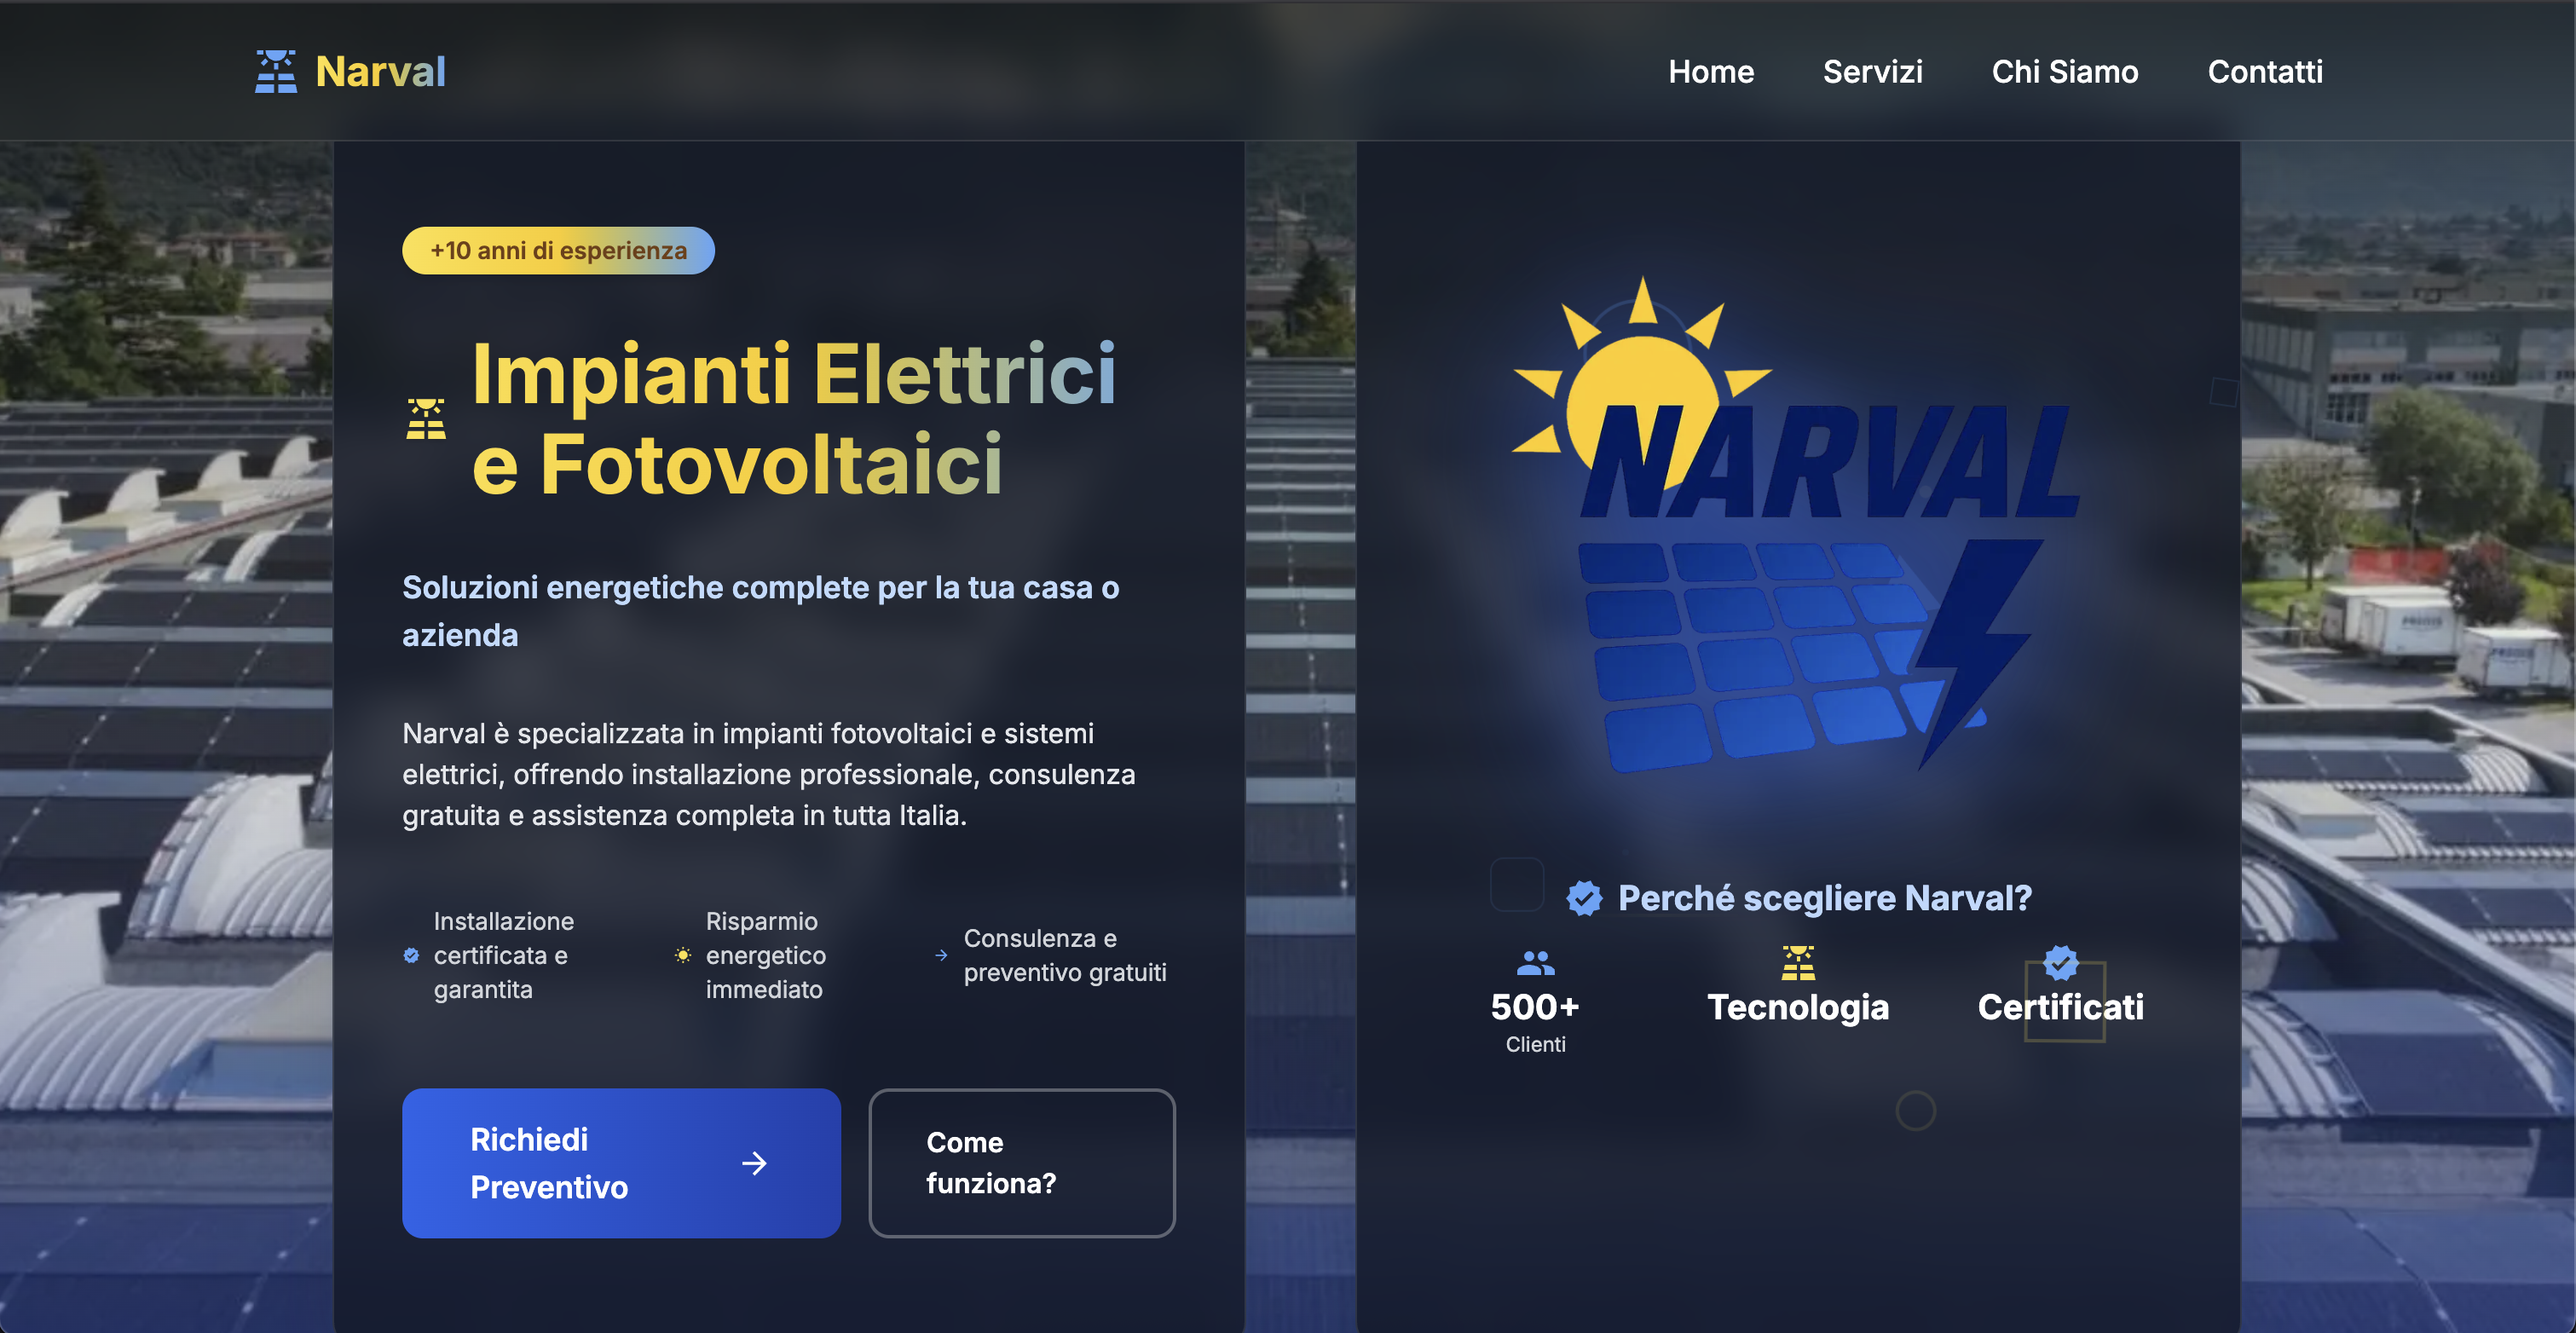 Narval
Home
Servizi
Chi Siamo
Contatti
+10 anni di esperienza
Impianti Elettrici
e Fotovoltaici
Soluzioni energetiche complete per la tua casa o
azienda
Narval è specializzata in impianti fotovoltaici e sistemi
elettrici, offrendo installazione professionale, consulenza
gratuita e assistenza completa in tutta Italia.
Installazione
certificata e
garantita
Risparmio
energetico
immediato
Consulenza e
preventivo gratuiti
Richiedi
Preventivo
Come
funziona?
NARVAL
Perché scegliere Narval?
500+
Clienti
Tecnologia
Certificati